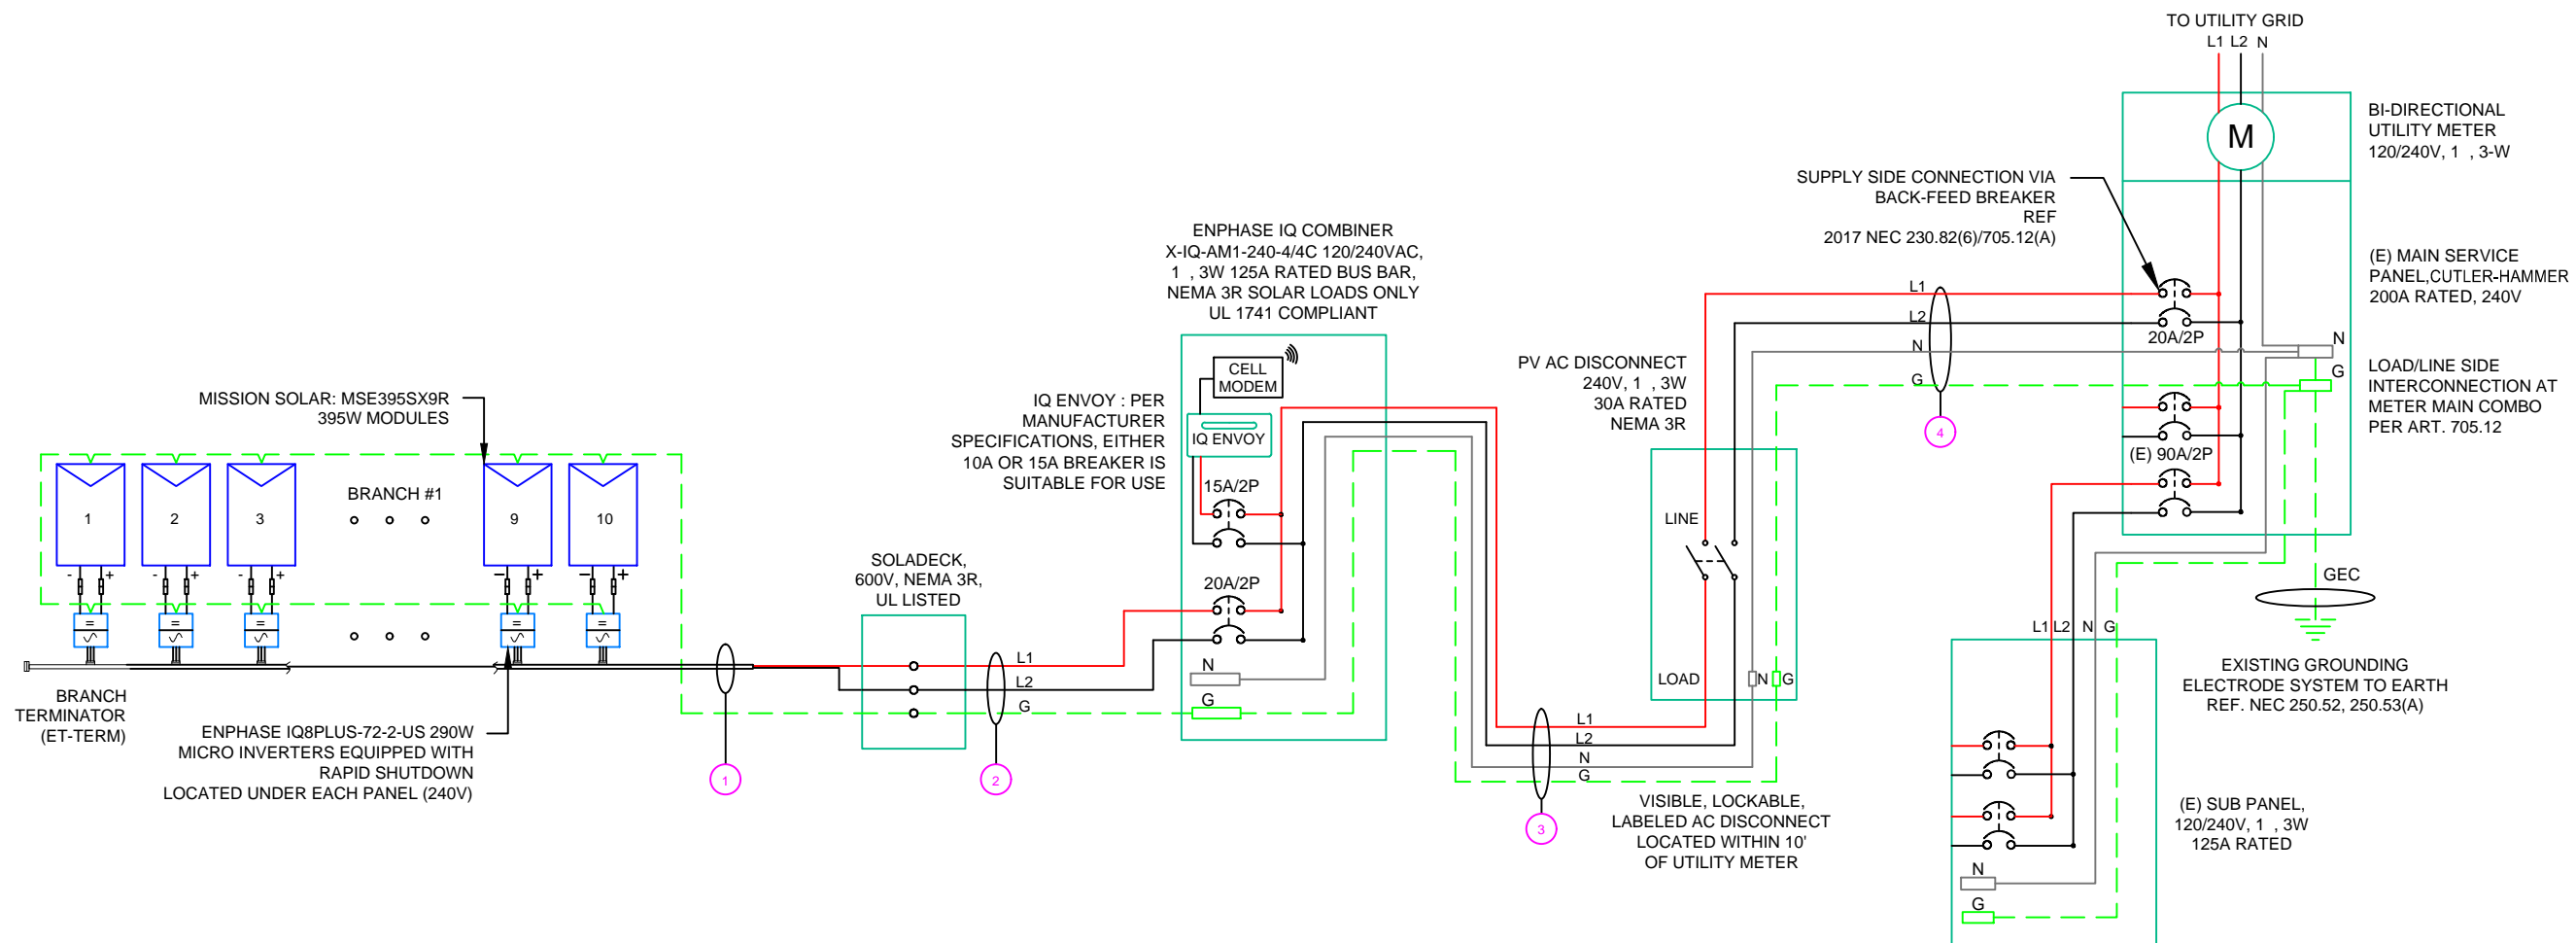 TO UTILITY GRID
L1 L2 N
M
BI-DIRECTIONAL
UTILITY METER
120/240V, 1 , 3-W
SUPPLY SIDE CONNECTION VIA
BACK-FEED BREAKER
REF
2017 NEC 230.82(6)/705.12(A)
(E) MAIN SERVICE
PANEL,CUTLER-HAMMER
200A RATED, 240V
LOAD/LINE SIDE
INTERCONNECTION AT
METER MAIN COMBO
PER ART. 705.12
20A/2P
N
G
(E) 90A/2P
GEC
EXISTING GROUNDING
ELECTRODE SYSTEM TO EARTH
REF. NEC 250.52, 250.53(A)
L1 L2 N G
(E) SUB PANEL,
120/240V, 1 , 3W
125A RATED
N
G
L1
L2
N
G
4
PV AC DISCONNECT
240V, 1 , 3W
30A RATED
NEMA 3R
LINE
LOAD
N G
VISIBLE, LOCKABLE,
LABELED AC DISCONNECT
LOCATED WITHIN 10'
OF UTILITY METER
L1
L2
N
G
3
ENPHASE IQ COMBINER
X-IQ-AM1-240-4/4C 120/240VAC,
1 , 3W 125A RATED BUS BAR,
NEMA 3R SOLAR LOADS ONLY
UL 1741 COMPLIANT
CELL
MODEM
IQ ENVOY
IQ ENVOY : PER
MANUFACTURER
SPECIFICATIONS, EITHER
10A OR 15A BREAKER IS
SUITABLE FOR USE
15A/2P
20A/2P
N
G
SOLADECK,
600V, NEMA 3R,
UL LISTED
L1
L2
G
2
1
MISSION SOLAR: MSE395SX9R
395W MODULES
BRANCH #1
1 2 3 9 10
- + - + - + - + - +
= = = = =
BRANCH
TERMINATOR
(ET-TERM)
ENPHASE IQ8PLUS-72-2-US 290W
MICRO INVERTERS EQUIPPED WITH
RAPID SHUTDOWN
LOCATED UNDER EACH PANEL (240V)